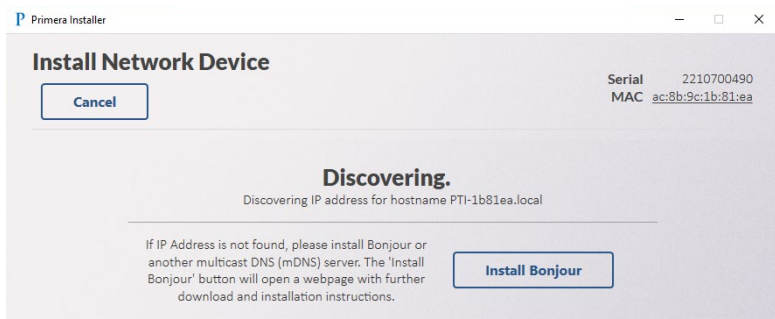 P Primera Installer
Install Network Device
Cancel
Serial 2210700490
MAC ac:8b:9c:1b:81:ea
Discovering.
Discovering IP address for hostname PTI-1b81ea.local
If IP Address is not found, please install Bonjour or
another multicast DNS (mDNS) server. The 'Install
Bonjour' button will open a webpage with further
download and installation instructions.
Install Bonjour